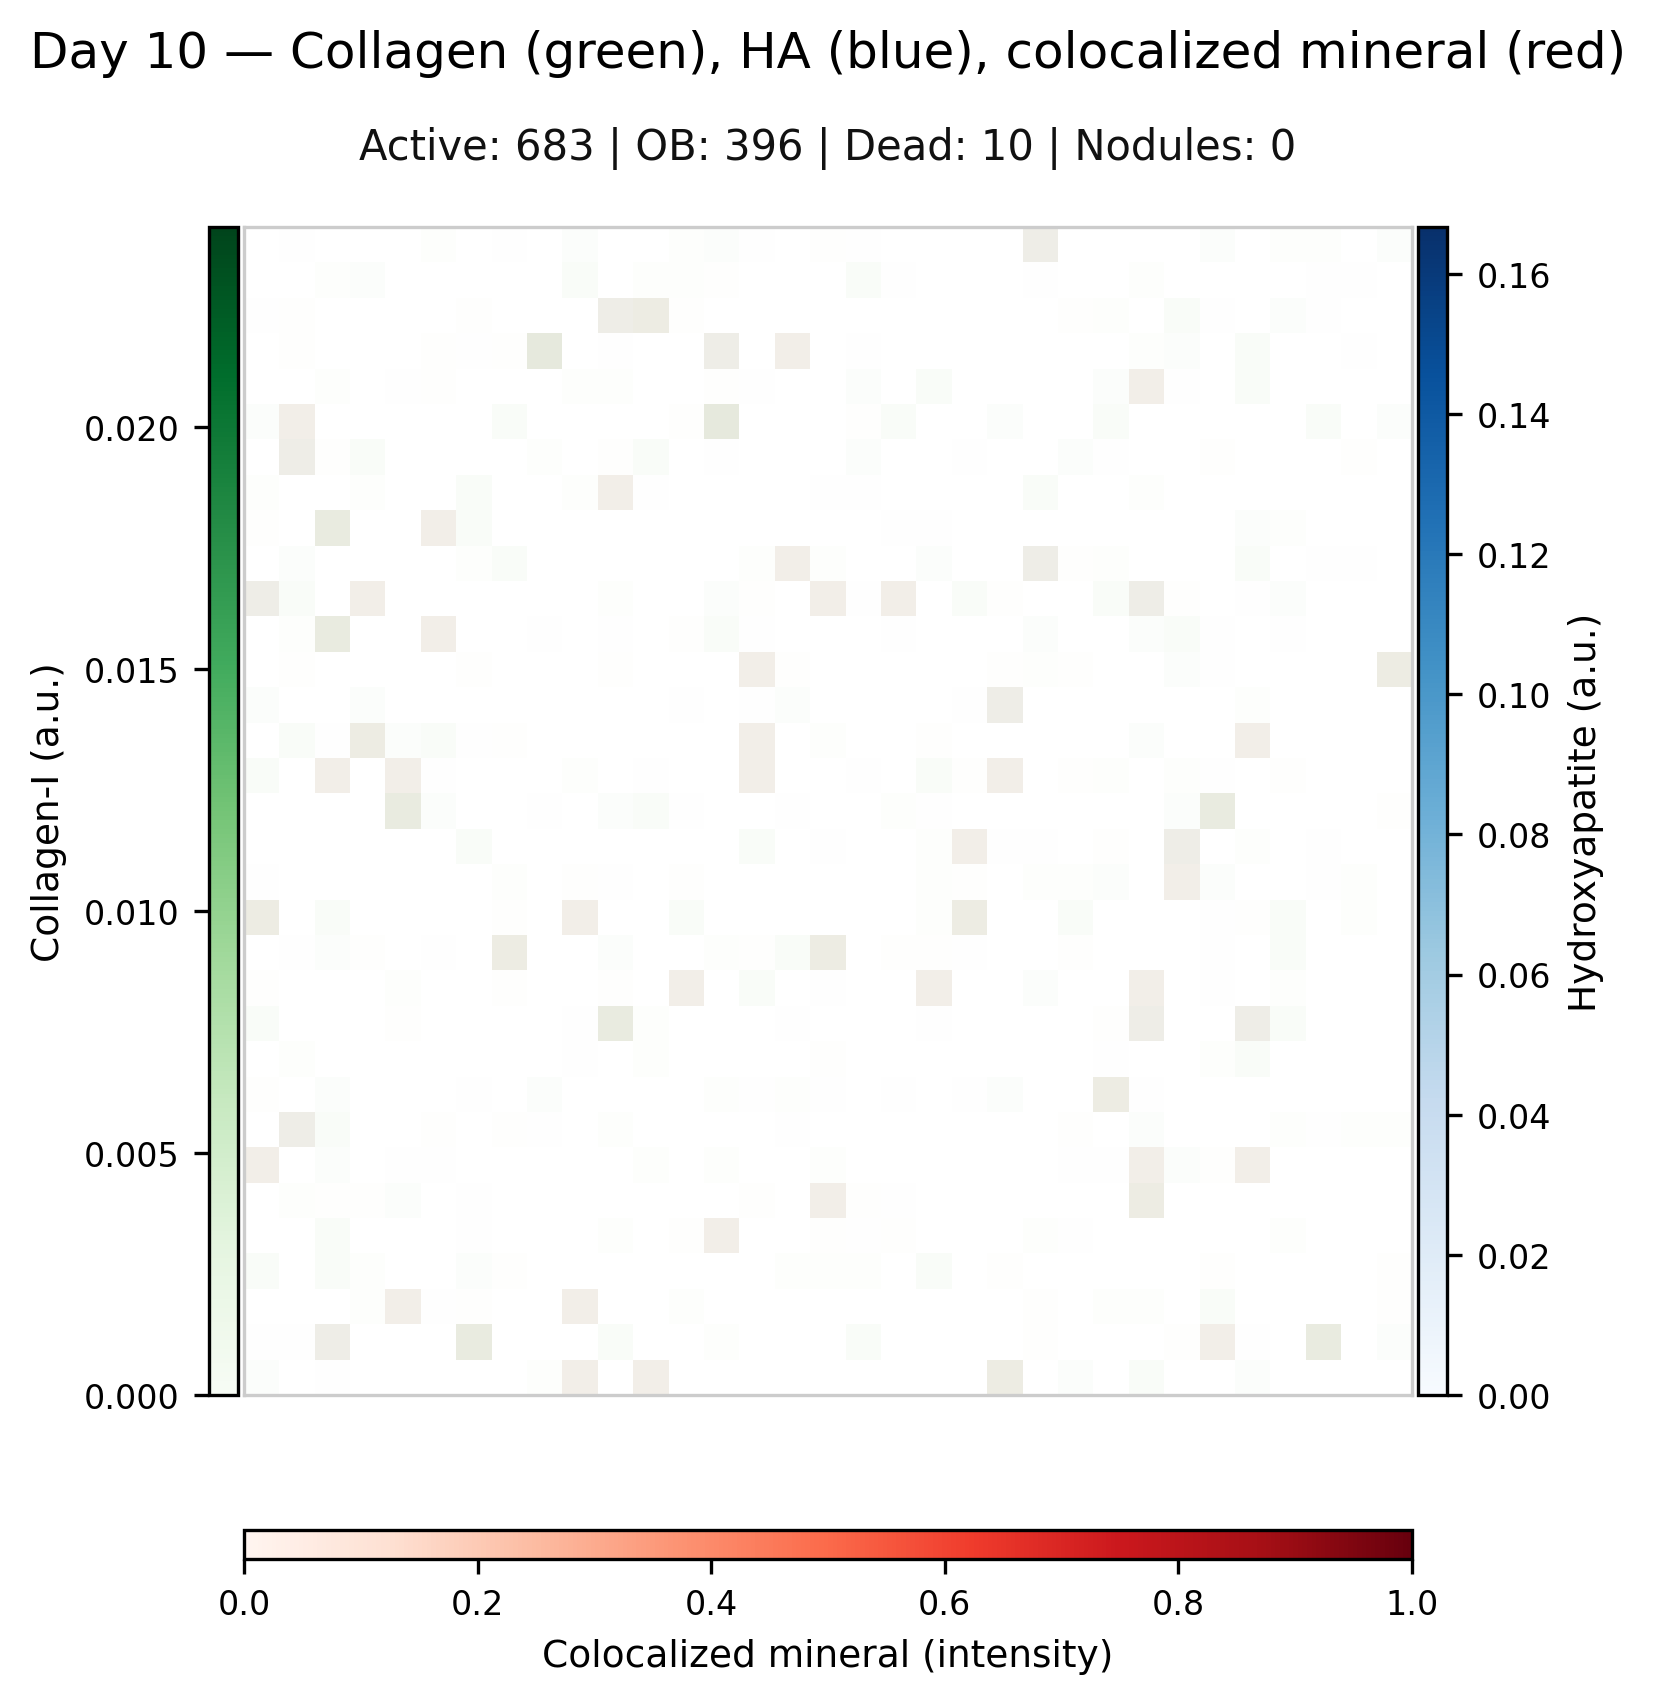 Day 10 — Collagen (green), HA (blue), colocalized mineral (red)
Active: 683 | OB: 396 | Dead: 10 | Nodules: 0
0.020
0.015
0.010
0.005
0.000
Collagen-I (a.u.)
0.16
0.14
0.12
0.10
0.08
0.06
0.04
0.02
0.00
Hydroxyapatite (a.u.)
0.0 0.2 0.4 0.6 0.8 1.0
Colocalized mineral (intensity)